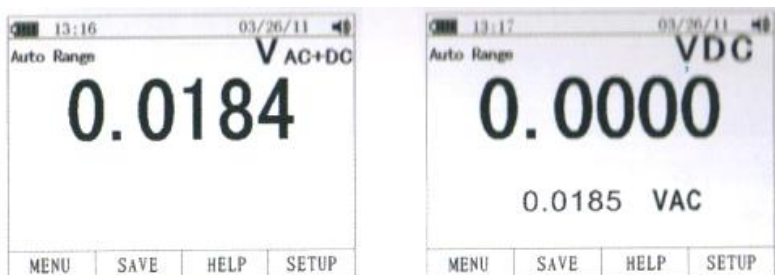 13:16 03/26/11
Auto Range V AC+DC
0.0184
MENU SAVE HELP SETUP
13:17 03/26/11
Auto Range VDC
0.0000
0.0185 VAC
MENU SAVE HELP SETUP